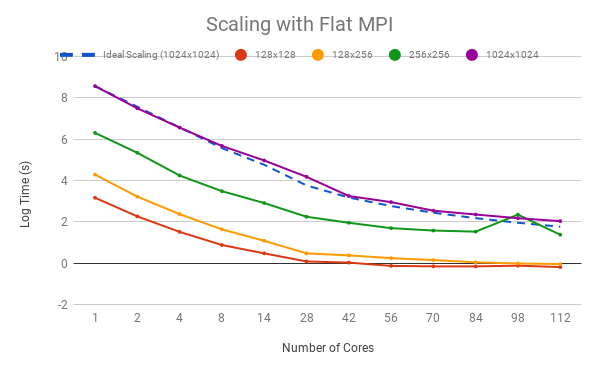 Scaling with Flat MPI
Ideal Scaling (1024x1024) 128x128 128x256 256x256 1024x1024
10
8
6
4
2
0
-2
Log Time (s)
1 2 4 8 14 28 42 56 70 84 98 112
Number of Cores